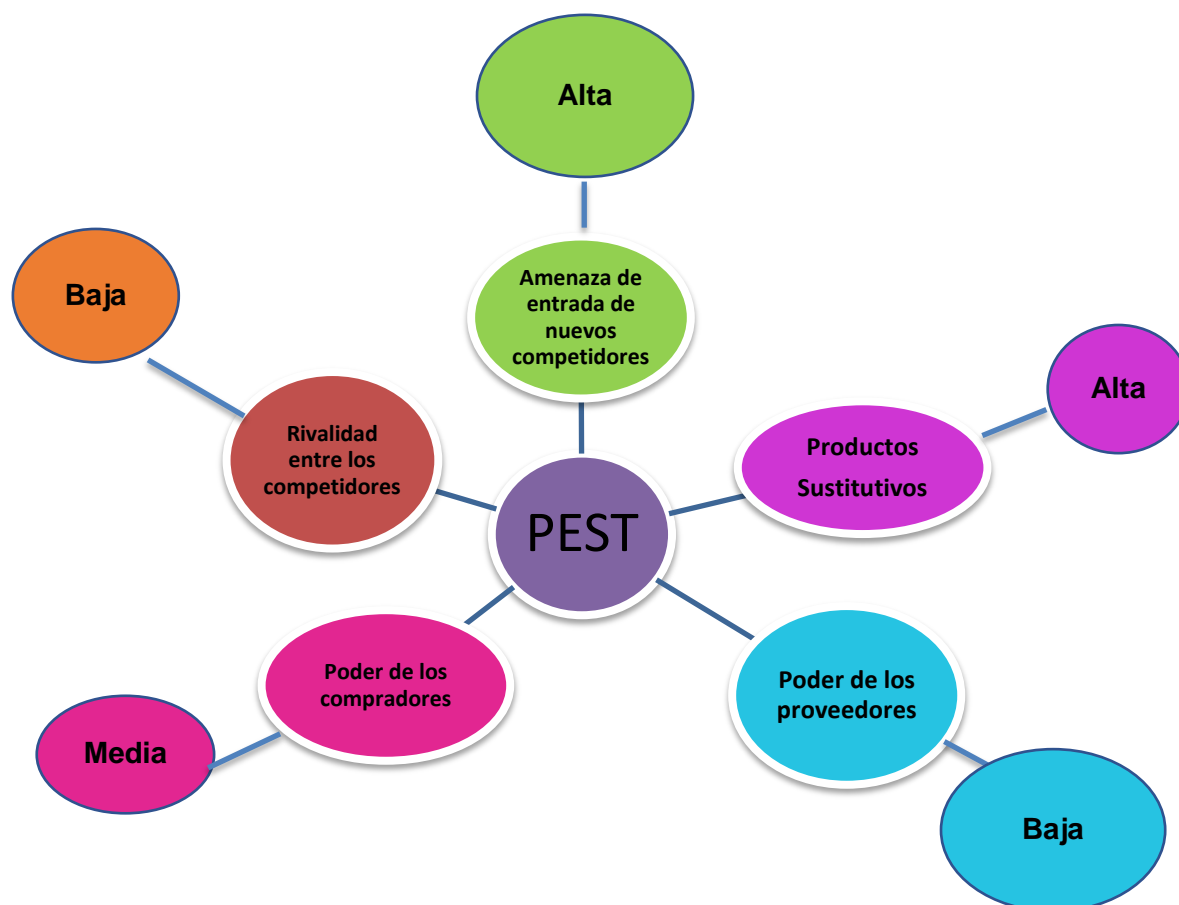 Alta
Amenaza de
entrada de
nuevos
competidores
Baja
Rivalidad
entre los
competidores
Alta
Productos
Sustitutivos
PEST
Poder de los
compradores
Media
Poder de los
proveedores
Baja